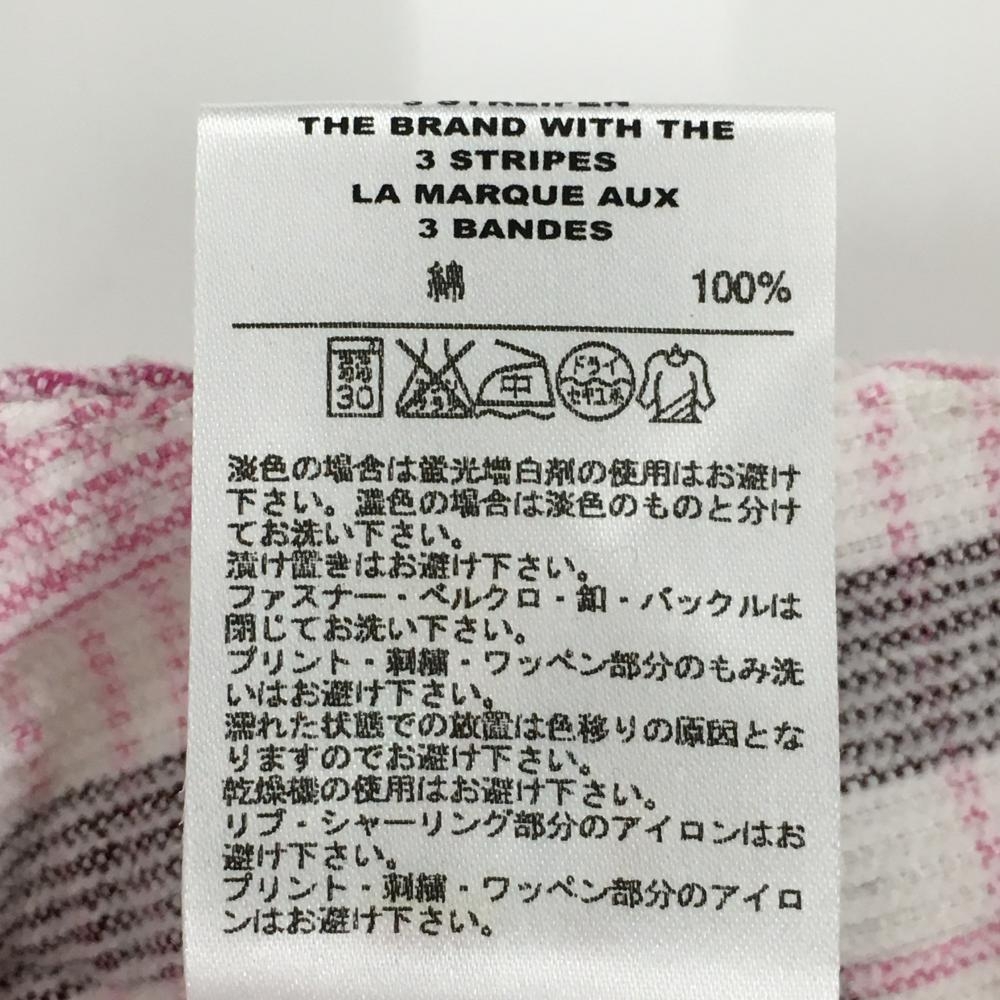 3 STREIFEN
THE BRAND WITH THE
3 STRIPES
LA MARQUE AUX
3 BANDES
綿 100%
30 中 ドライ セキユ系
淡色の場合は蛍光増白剤の使用はお避け
下さい。濃色の場合は淡色のものと分け
てお洗い下さい。
漬け置きはお避け下さい。
ファスナー・ベルクロ・釦・バックルは
閉じてお洗い下さい。
プリント・刺繍・ワッペン部分のもみ洗
いはお避け下さい。
濡れた状態での放置は色移りの原因とな
りますのでお避け下さい。
乾燥機の使用はお避け下さい。
リブ・シャーリング部分のアイロンはお
避け下さい。
プリント・刺繍・ワッペン部分のアイロ
ンはお避け下さい。